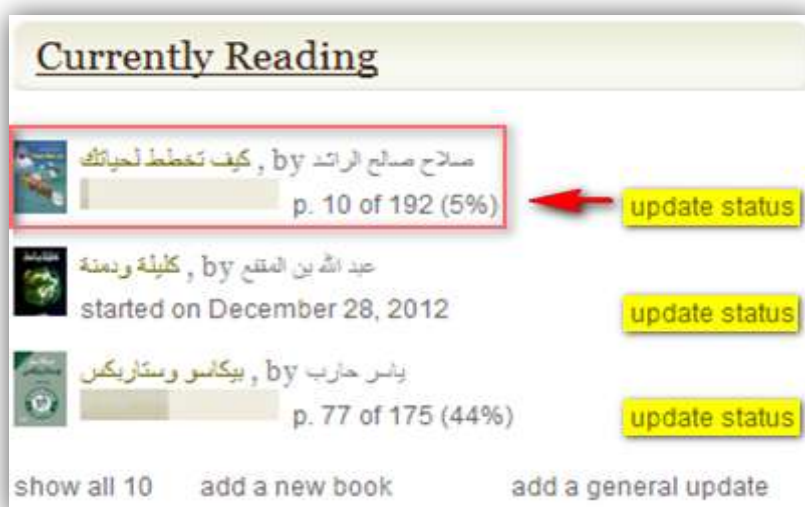 Currently Reading
كيف تخطط لحياتك , by صلاح صالح الراشد
p. 10 of 192 (5%)
update status
كليلة ودمنة , by عبد الله بن المقفع
started on December 28, 2012
update status
بيكاسو وستاربكس , by ياسر حارب
p. 77 of 175 (44%)
update status
show all 10 add a new book add a general update